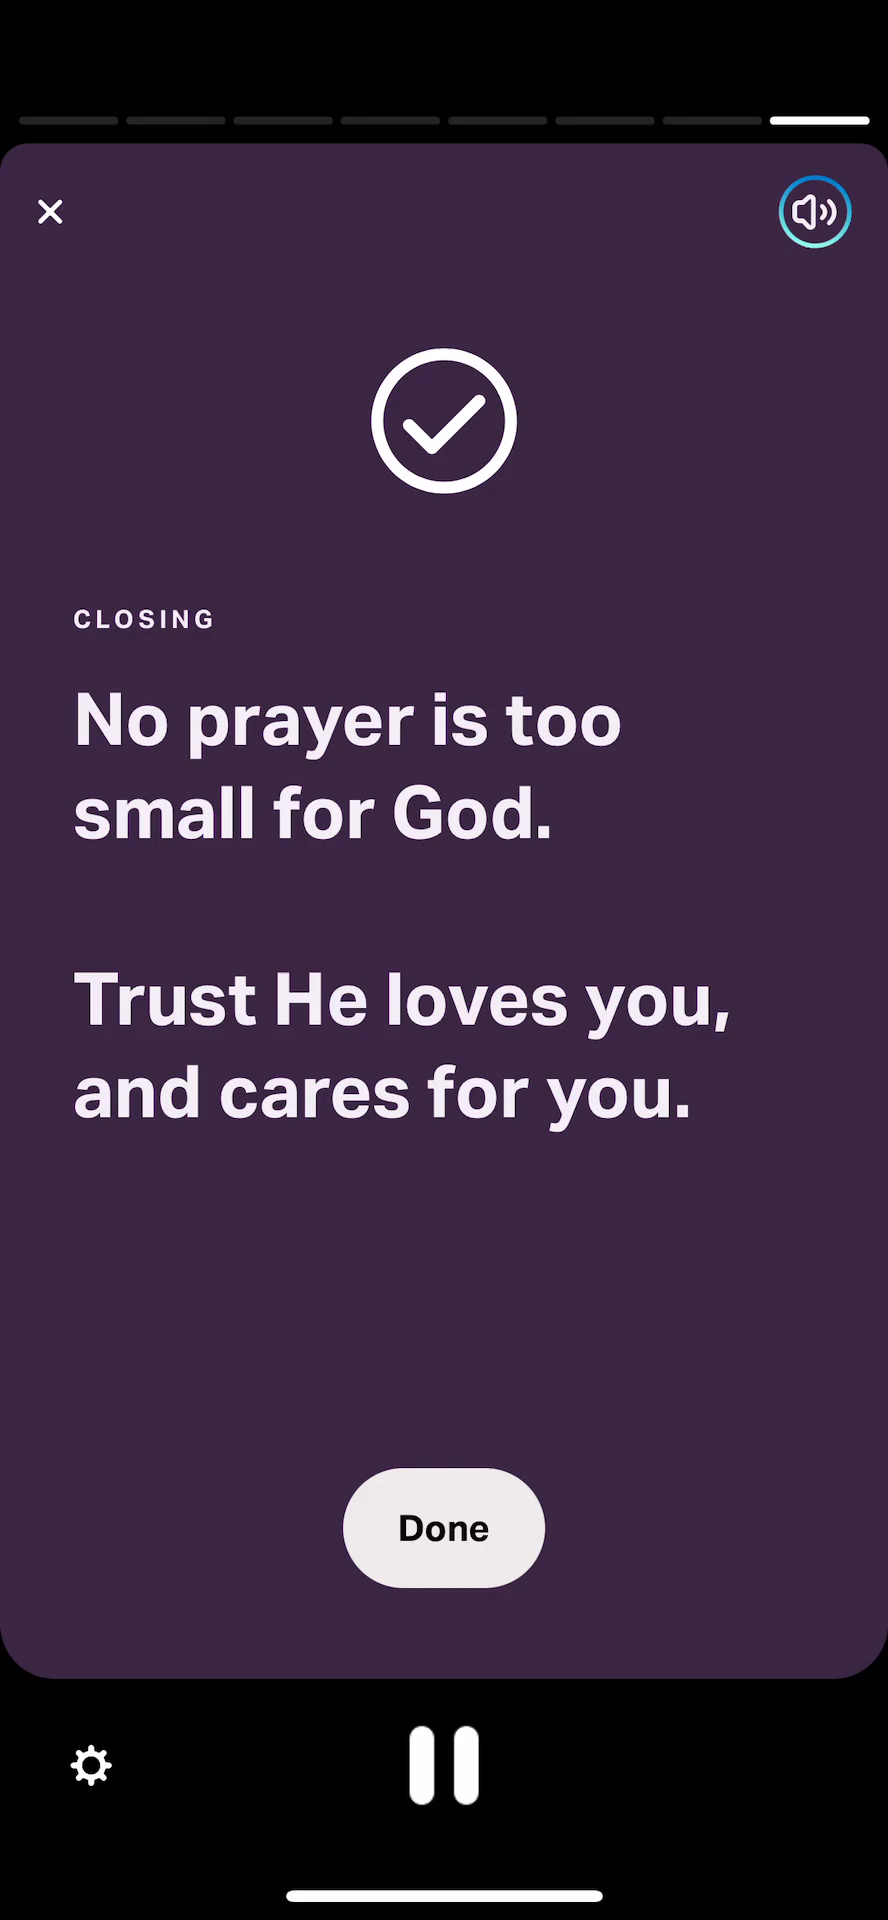 CLOSING
No prayer is too
small for God.
Trust He loves you,
and cares for you.
Done